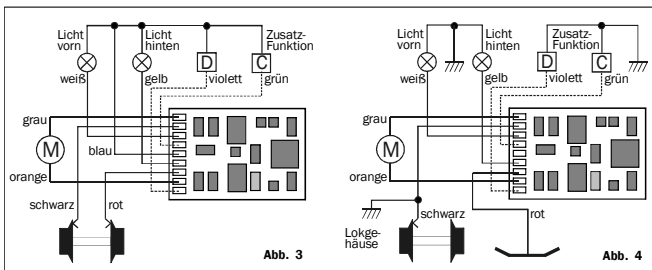 Licht
vorn
Licht
hinten
Zusatz-
Funktion
D
C
weiß
gelb
violett
grün
grau
M
blau
orange
schwarz
rot
Abb. 3
Licht
vorn
Licht
hinten
Zusatz-
Funktion
D
C
weiß
gelb
violett
grün
grau
M
orange
Lokge-
häuse
schwarz
rot
Abb. 4